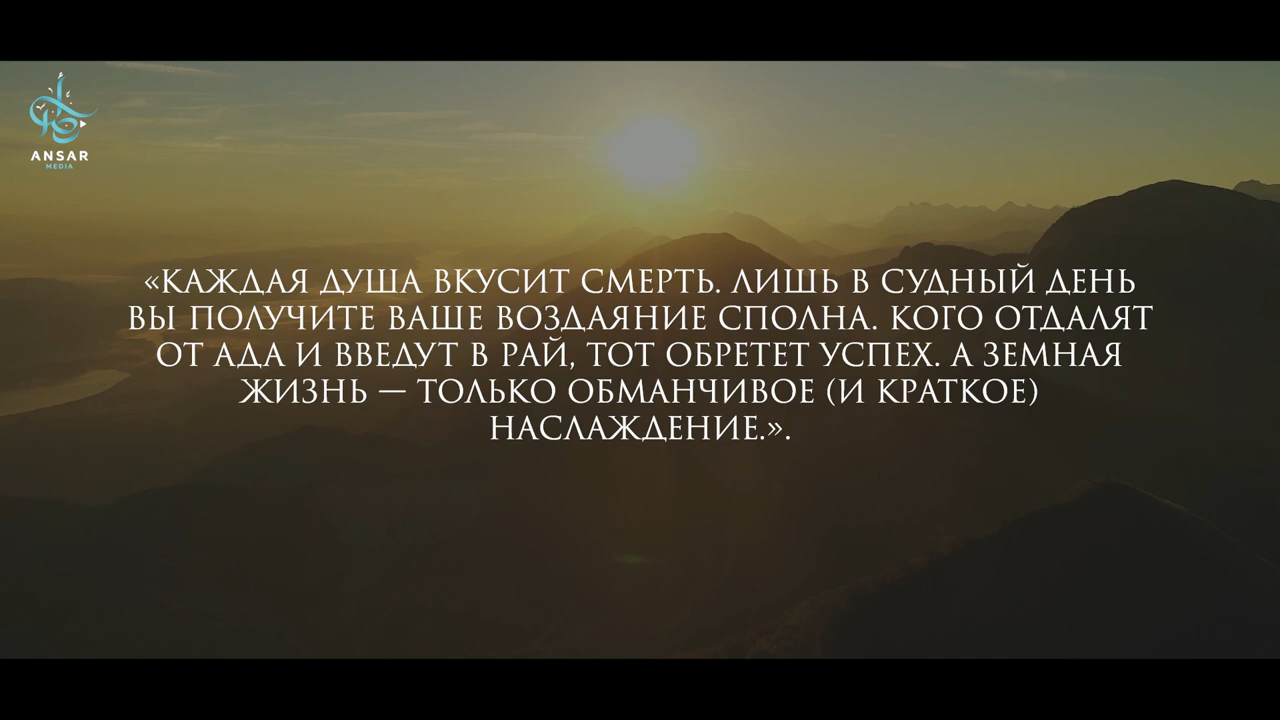 ANSAR
MEDIA
«КАЖДАЯ ДУША ВКУСИТ СМЕРТЬ. ЛИШЬ В СУДНЫЙ ДЕНЬ
ВЫ ПОЛУЧИТЕ ВАШЕ ВОЗДАЯНИЕ СПОЛНА. КОГО ОТДАЛЯТ
ОТ АДА И ВВЕДУТ В РАЙ, ТОТ ОБРЕТЕТ УСПЕХ. А ЗЕМНАЯ
ЖИЗНЬ — ТОЛЬКО ОБМАНЧИВОЕ (И КРАТКОЕ)
НАСЛАЖДЕНИЕ.».